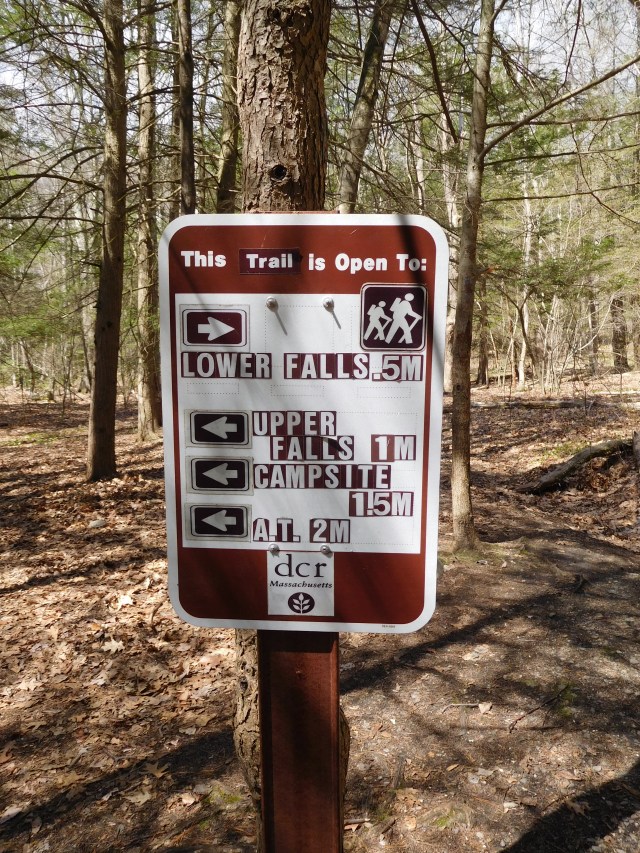 This Trail is Open To:
LOWER FALLS .5M
UPPER
FALLS 1M
CAMPSITE
1.5M
A.T. 2M
dcr
Massachusetts